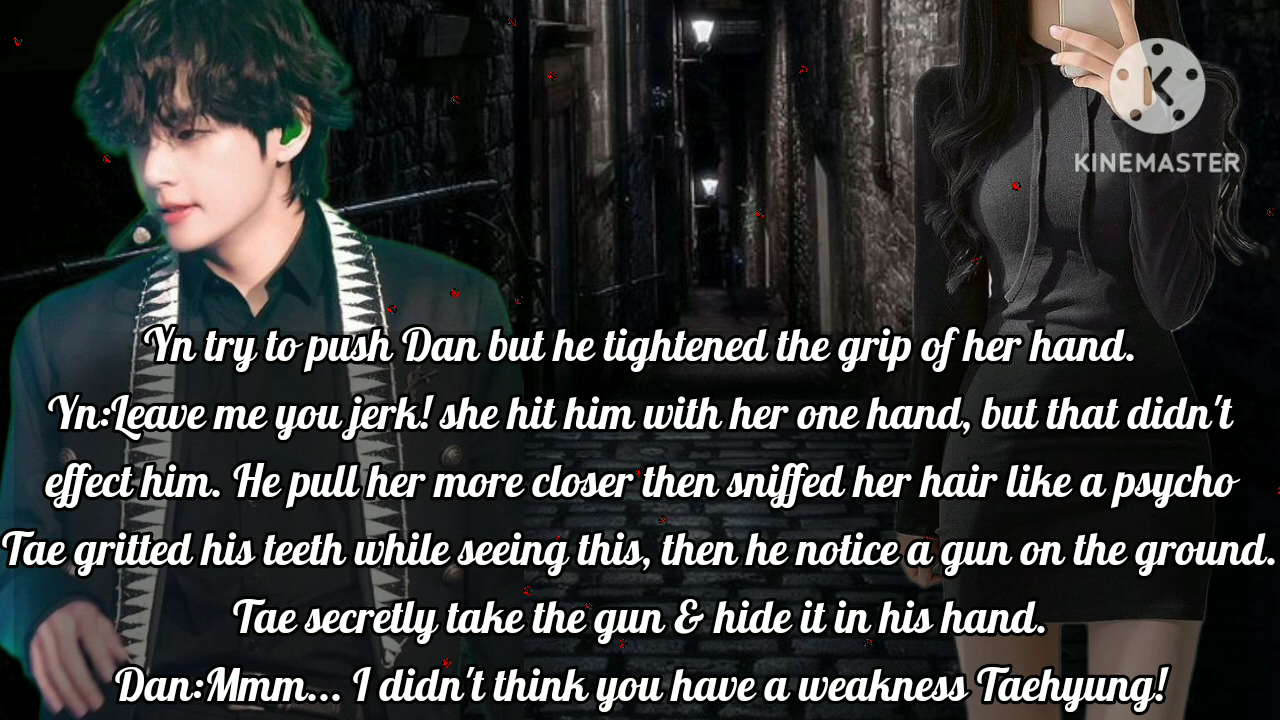 KINEMASTER
Yn try to push Dan but he tightened the grip of her hand.
Yn:Leave me you jerk! she hit him with her one hand, but that didn't
effect him. He pull her more closer then sniffed her hair like a psycho
Tae gritted his teeth while seeing this, then he notice a gun on the ground.
Tae secretly take the gun & hide it in his hand.
Dan:Mmm... I didn't think you have a weakness Taehyung!